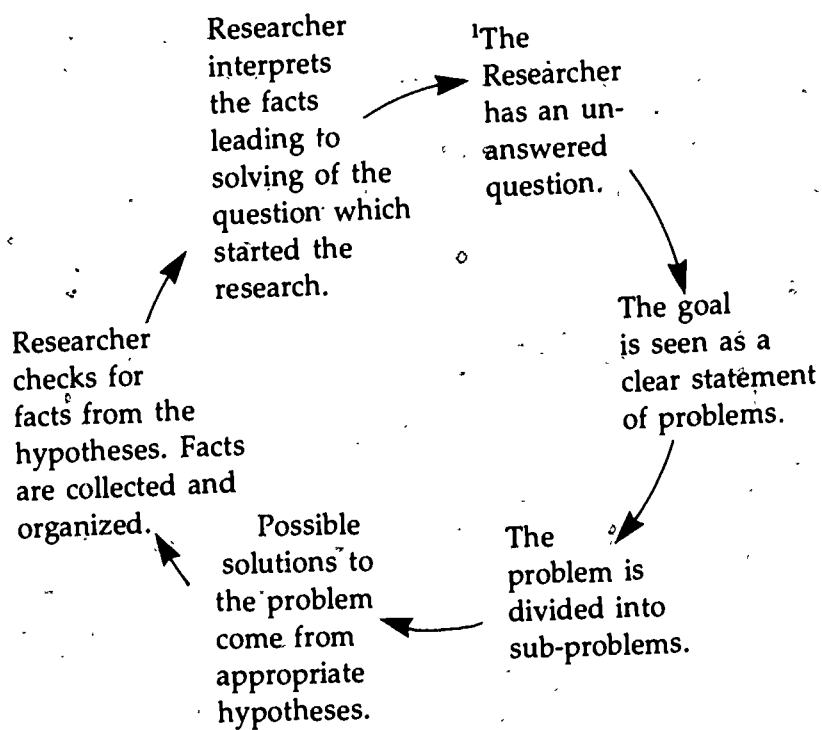 ¹The
Researcher
has an un-
answered
question.
The goal
is seen as a
clear statement
of problems.
The
problem is
divided into
sub-problems.
Possible
solutions to
the problem
come from
appropriate
hypotheses.
Researcher
checks for
facts from the
hypotheses. Facts
are collected and
organized.
Researcher
interprets
the facts
leading to
solving of the
question which
started the
research.